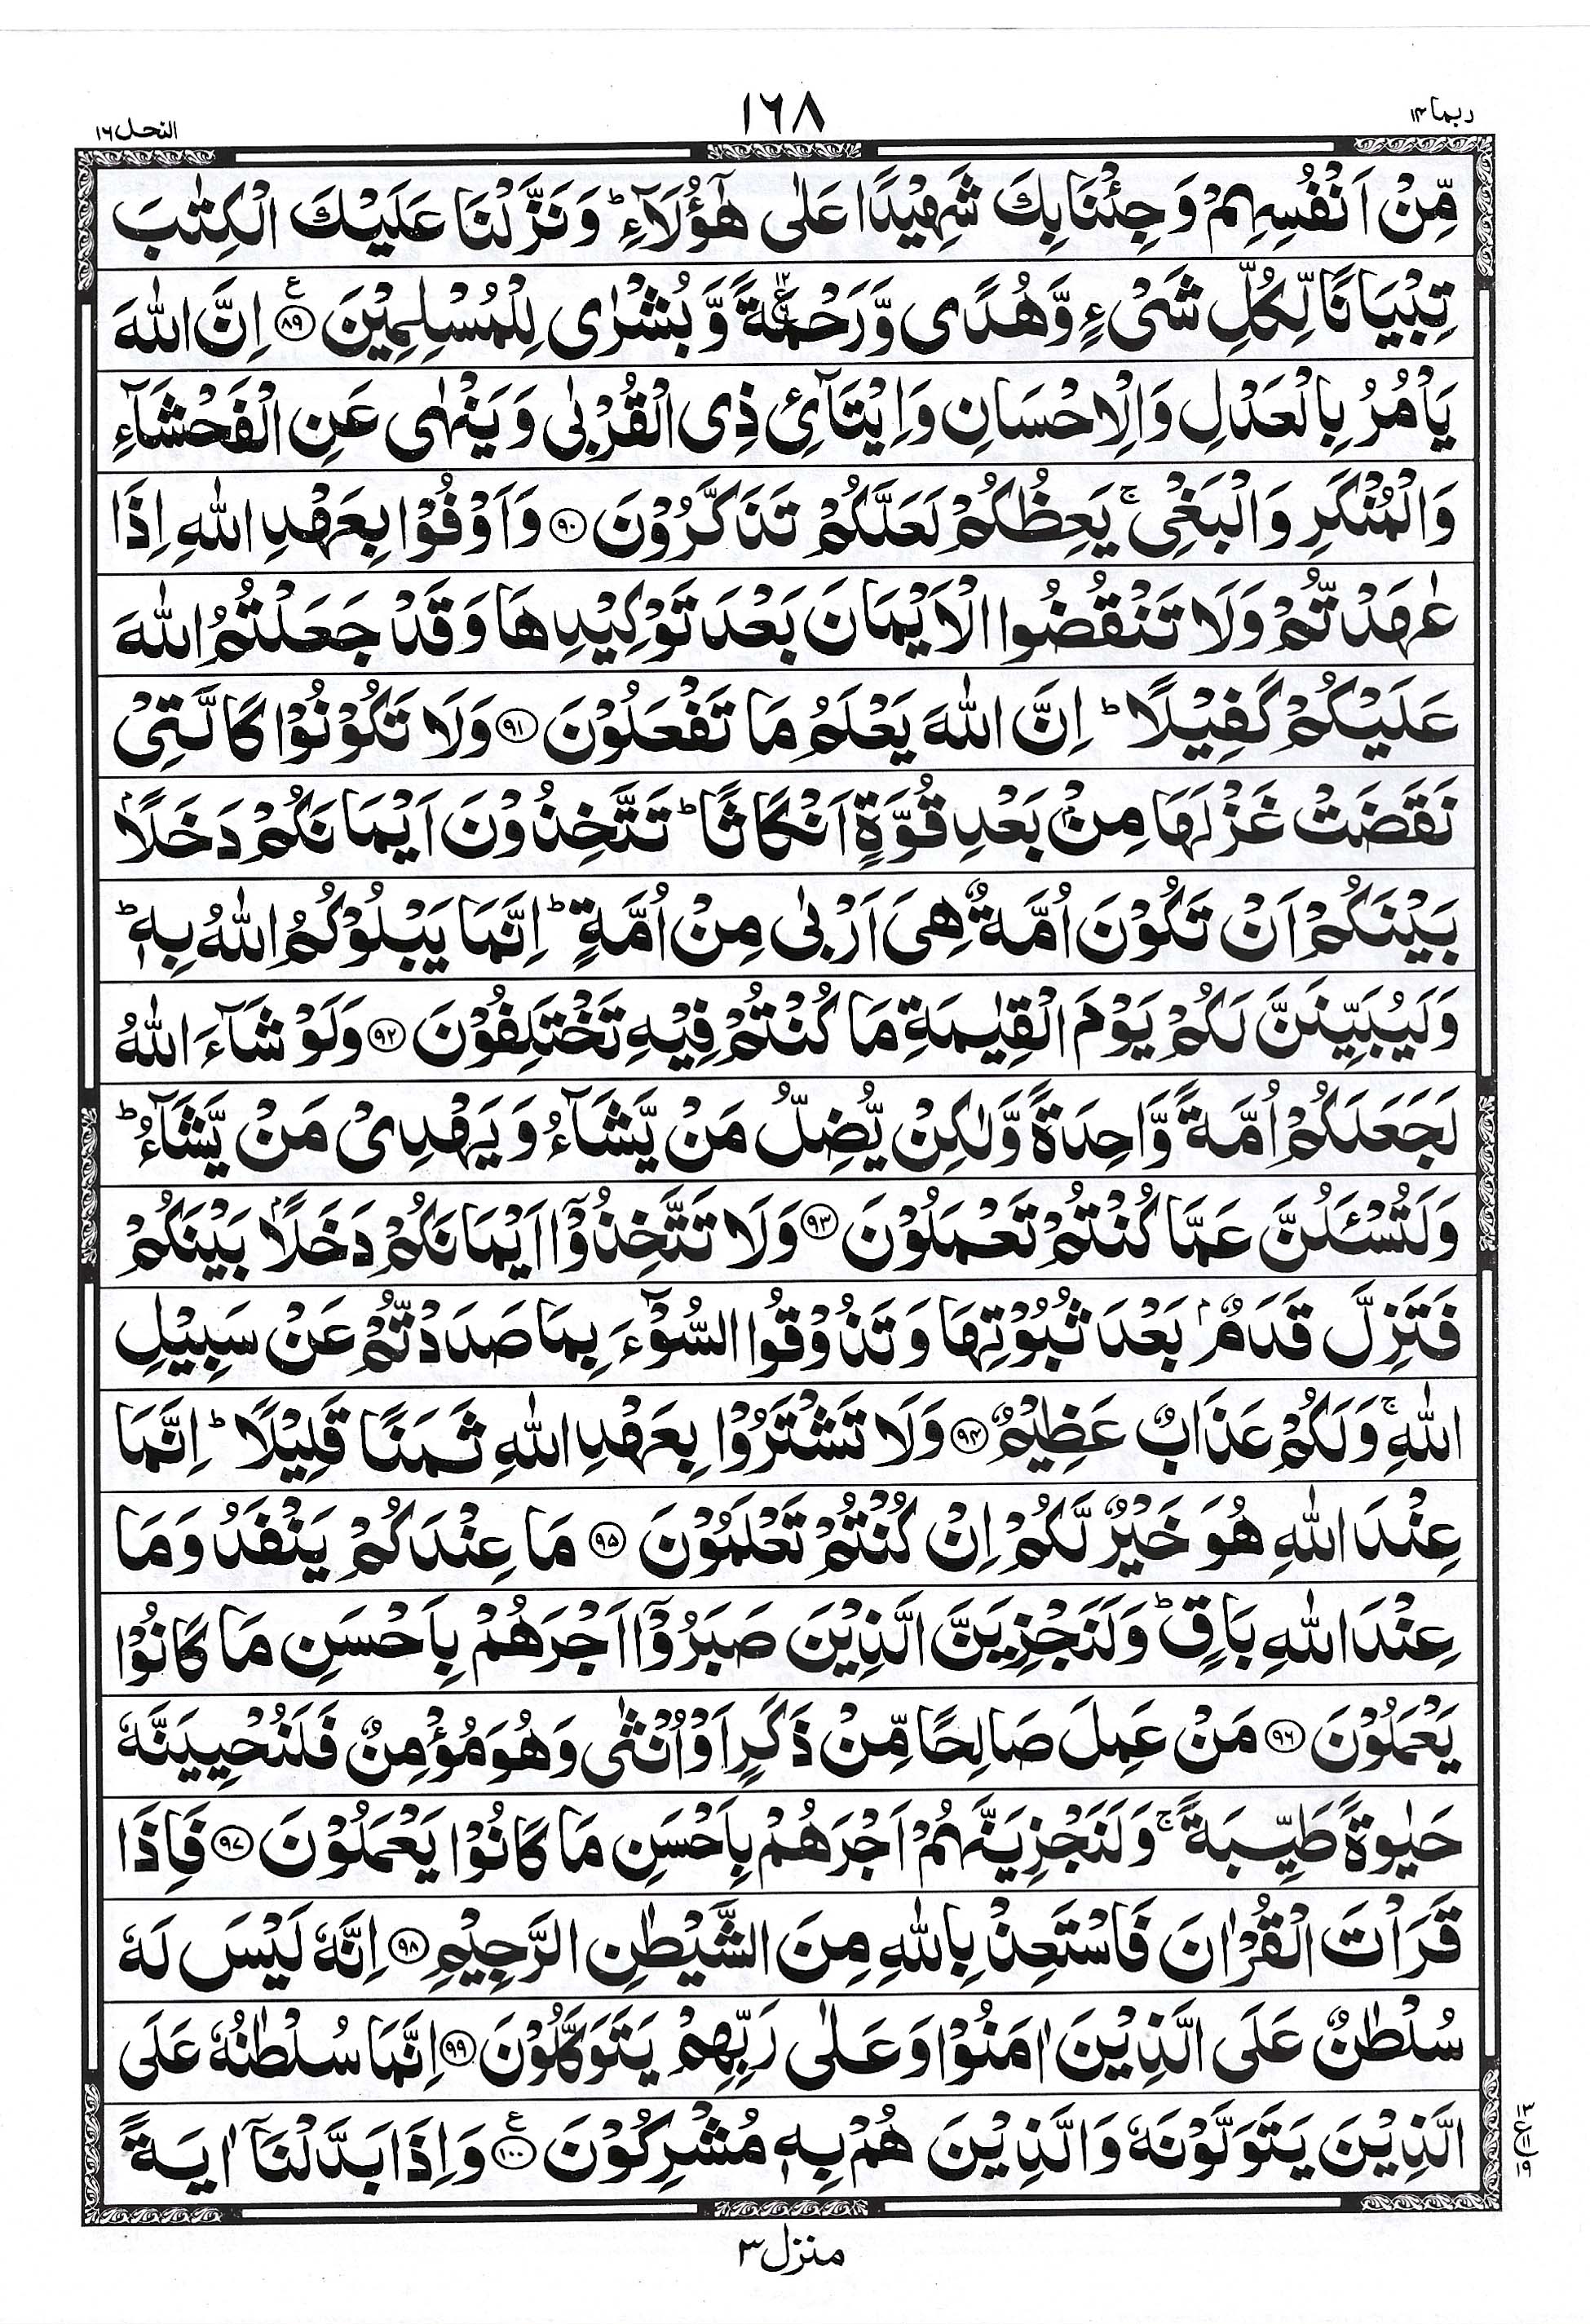 ربما ١٤
١٦٨
النحل ١٦
مِّنْ اَنْفُسِهِمْ وَجِئْنَا بِكَ شَهِيْدًا عَلٰى هٰٓؤُلَآءِ ؕ وَنَزَّلْنَا عَلَيْكَ الْكِتٰبَ
تِبْيَانًا لِّكُلِّ شَىْءٍ وَّهُدًى وَّرَحْمَةً وَّبُشْرٰى لِلْمُسْلِمِيْنَ ﴿٨٩﴾ ع اِنَّ اللّٰهَ
يَاْمُرُ بِالْعَدْلِ وَالْاِحْسَانِ وَاِيْتَآئِ ذِى الْقُرْبٰى وَيَنْهٰى عَنِ الْفَحْشَآءِ
وَالْمُنْكَرِ وَالْبَغْىِ ۚ يَعِظُكُمْ لَعَلَّكُمْ تَذَكَّرُوْنَ ﴿٩٠﴾ وَاَوْفُوْا بِعَهْدِ اللّٰهِ اِذَا
عٰهَدْتُّمْ وَلَا تَنْقُضُوا الْاَيْمَانَ بَعْدَ تَوْكِيْدِهَا وَقَدْ جَعَلْتُمُ اللّٰهَ
عَلَيْكُمْ كَفِيْلًا ؕ اِنَّ اللّٰهَ يَعْلَمُ مَا تَفْعَلُوْنَ ﴿٩١﴾ وَلَا تَكُوْنُوْا كَالَّتِىْ
نَقَضَتْ غَزْلَهَا مِنْۢ بَعْدِ قُوَّةٍ اَنْكَاثًا ؕ تَتَّخِذُوْنَ اَيْمَانَكُمْ دَخَلًاۢ
بَيْنَكُمْ اَنْ تَكُوْنَ اُمَّةٌ هِىَ اَرْبٰى مِنْ اُمَّةٍ ؕ اِنَّمَا يَبْلُوْكُمُ اللّٰهُ بِهٖ ؕ
وَلَيُبَيِّنَنَّ لَكُمْ يَوْمَ الْقِيٰمَةِ مَا كُنْتُمْ فِيْهِ تَخْتَلِفُوْنَ ﴿٩٢﴾ وَلَوْ شَآءَ اللّٰهُ
لَجَعَلَكُمْ اُمَّةً وَّاحِدَةً وَّلٰكِنْ يُّضِلُّ مَنْ يَّشَآءُ وَيَهْدِىْ مَنْ يَّشَآءُ ؕ
وَلَتُسْـَٔلُنَّ عَمَّا كُنْتُمْ تَعْمَلُوْنَ ﴿٩٣﴾ وَلَا تَتَّخِذُوْٓا اَيْمَانَكُمْ دَخَلًاۢ بَيْنَكُمْ
فَتَزِلَّ قَدَمٌۢ بَعْدَ ثُبُوْتِهَا وَتَذُوْقُوا السُّوْٓءَ بِمَا صَدَدْتُّمْ عَنْ سَبِيْلِ
اللّٰهِ ۚ وَلَكُمْ عَذَابٌ عَظِيْمٌ ﴿٩٤﴾ وَلَا تَشْتَرُوْا بِعَهْدِ اللّٰهِ ثَمَنًا قَلِيْلًا ؕ اِنَّمَا
عِنْدَ اللّٰهِ هُوَ خَيْرٌ لَّكُمْ اِنْ كُنْتُمْ تَعْلَمُوْنَ ﴿٩٥﴾ مَا عِنْدَكُمْ يَنْفَدُ وَمَا
عِنْدَ اللّٰهِ بَاقٍ ؕ وَلَنَجْزِيَنَّ الَّذِيْنَ صَبَرُوْٓا اَجْرَهُمْ بِاَحْسَنِ مَا كَانُوْا
يَعْمَلُوْنَ ﴿٩٦﴾ مَنْ عَمِلَ صَالِحًا مِّنْ ذَكَرٍ اَوْ اُنْثٰى وَهُوَ مُؤْمِنٌ فَلَنُحْيِيَنَّهٗ
حَيٰوةً طَيِّبَةً ۚ وَلَنَجْزِيَنَّهُمْ اَجْرَهُمْ بِاَحْسَنِ مَا كَانُوْا يَعْمَلُوْنَ ﴿٩٧﴾ فَاِذَا
قَرَاْتَ الْقُرْاٰنَ فَاسْتَعِذْ بِاللّٰهِ مِنَ الشَّيْطٰنِ الرَّجِيْمِ ﴿٩٨﴾ اِنَّهٗ لَيْسَ لَهٗ
سُلْطٰنٌ عَلَى الَّذِيْنَ اٰمَنُوْا وَعَلٰى رَبِّهِمْ يَتَوَكَّلُوْنَ ﴿٩٩﴾ اِنَّمَا سُلْطٰنُهٗ عَلَى
الَّذِيْنَ يَتَوَلَّوْنَهٗ وَالَّذِيْنَ هُمْ بِهٖ مُشْرِكُوْنَ ﴿١٠٠﴾ ع وَاِذَا بَدَّلْنَآ اٰيَةً
منزل ٣